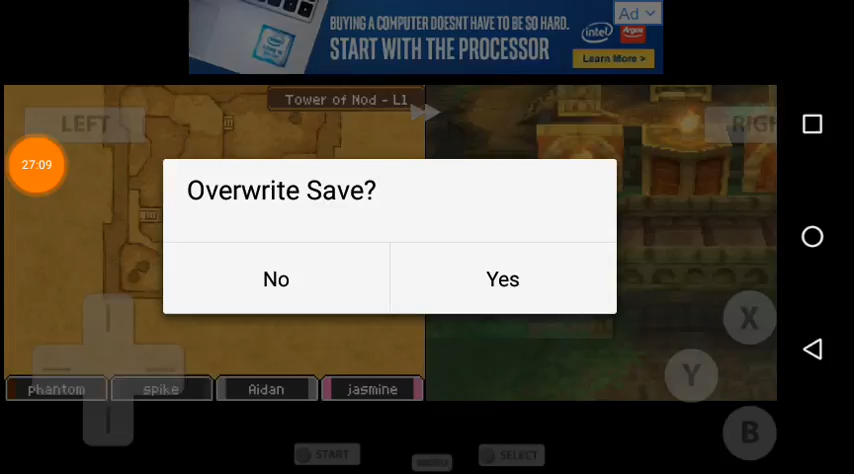 BUYING A COMPUTER DOESNT HAVE TO BE SO HARD.
START WITH THE PROCESSOR
intel
Argos
Learn More >
Ad
Tower of Nod - L1
LEFT
27:09
Overwrite Save?
No
Yes
X
Y
B
phantom
spike
Aidan
jasmine
START
SELECT